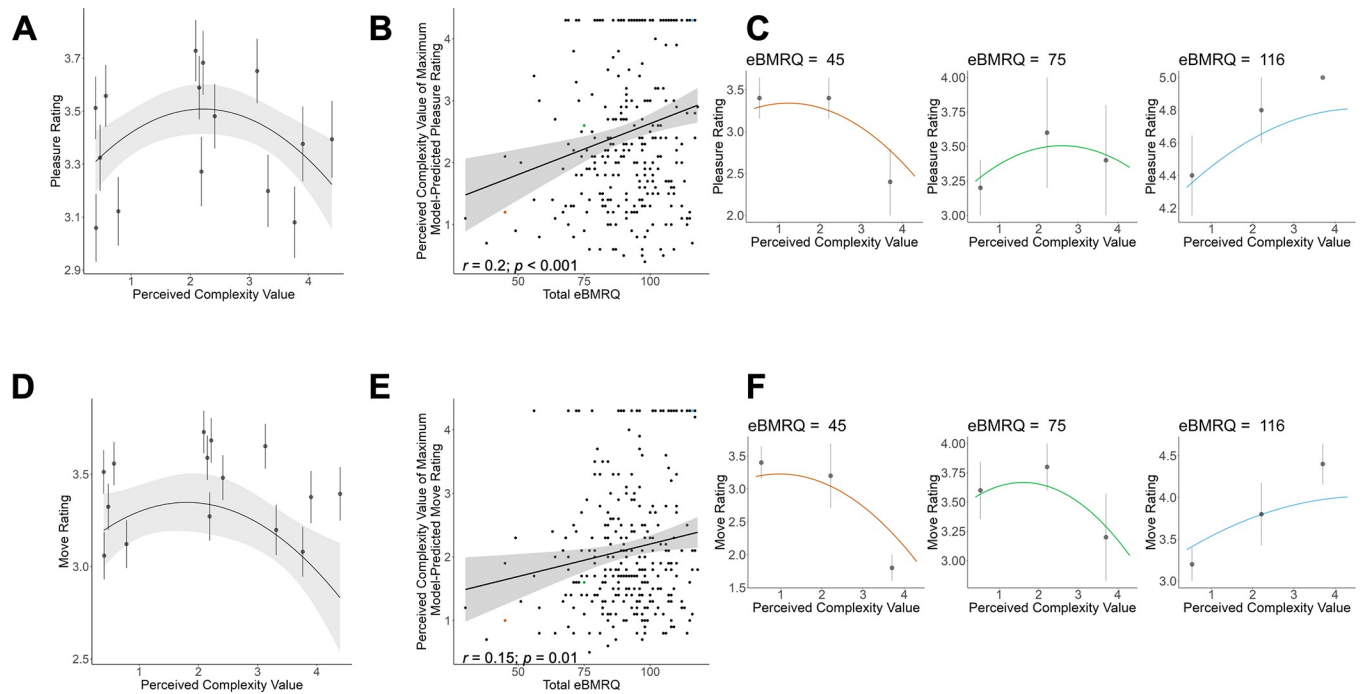 A
Pleasure Rating
3.7
3.5
3.3
3.1
2.9
1
2
3
4
Perceived Complexity Value
B
Perceived Complexity Value of Maximum
Model-Predicted Pleasure Rating
4
3
2
1
r = 0.2; p < 0.001
50
75
100
Total eBMRQ
C
eBMRQ = 45
Pleasure Rating
3.5
3.0
2.5
2.0
1
2
3
4
Perceived Complexity Value
eBMRQ = 75
Pleasure Rating
4.00
3.75
3.50
3.25
3.00
1
2
3
4
Perceived Complexity Value
eBMRQ = 116
Pleasure Rating
5.0
4.8
4.6
4.4
4.2
1
2
3
4
Perceived Complexity Value
D
Move Rating
3.5
3.0
2.5
1
2
3
4
Perceived Complexity Value
E
Perceived Complexity Value of Maximum
Model-Predicted Move Rating
4
3
2
1
r = 0.15; p = 0.01
50
75
100
Total eBMRQ
F
eBMRQ = 45
Move Rating
3.5
3.0
2.5
2.0
1.5
1
2
3
4
Perceived Complexity Value
eBMRQ = 75
Move Rating
4.00
3.75
3.50
3.25
3.00
1
2
3
4
Perceived Complexity Value
eBMRQ = 116
Move Rating
4.5
4.0
3.5
3.0
1
2
3
4
Perceived Complexity Value